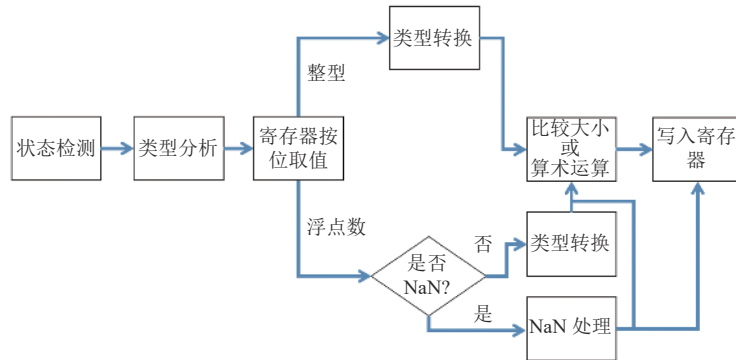 类型转换
整型
状态检测
类型分析
寄存器按
位取值
比较大小
或
算术运算
写入寄存
器
浮点数
是否
NaN?
否
类型转换
是
NaN 处理